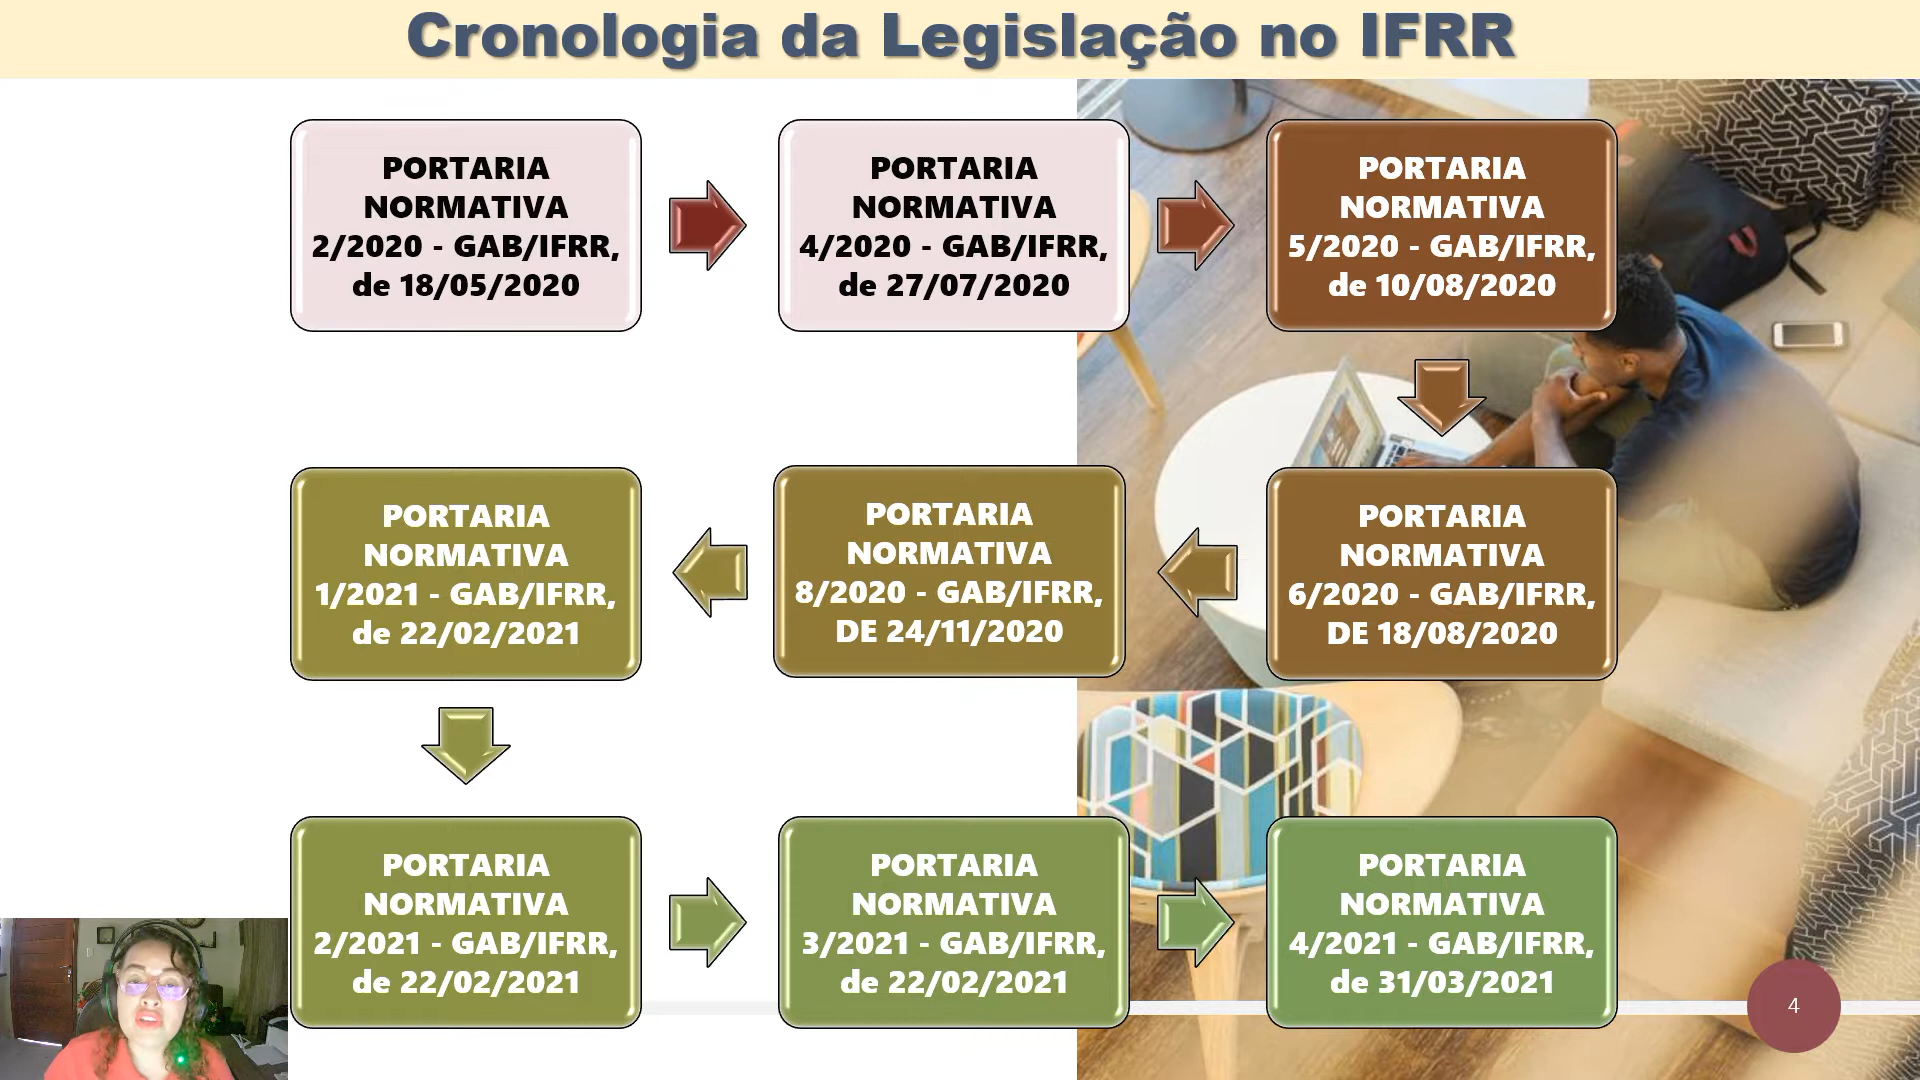 Cronologia da Legislação no IFRR
PORTARIA
NORMATIVA
2/2020 - GAB/IFRR,
de 18/05/2020
PORTARIA
NORMATIVA
4/2020 - GAB/IFRR,
de 27/07/2020
PORTARIA
NORMATIVA
5/2020 - GAB/IFRR,
de 10/08/2020
PORTARIA
NORMATIVA
6/2020 - GAB/IFRR,
DE 18/08/2020
PORTARIA
NORMATIVA
8/2020 - GAB/IFRR,
DE 24/11/2020
PORTARIA
NORMATIVA
1/2021 - GAB/IFRR,
de 22/02/2021
PORTARIA
NORMATIVA
2/2021 - GAB/IFRR,
de 22/02/2021
PORTARIA
NORMATIVA
3/2021 - GAB/IFRR,
de 22/02/2021
PORTARIA
NORMATIVA
4/2021 - GAB/IFRR,
de 31/03/2021
4